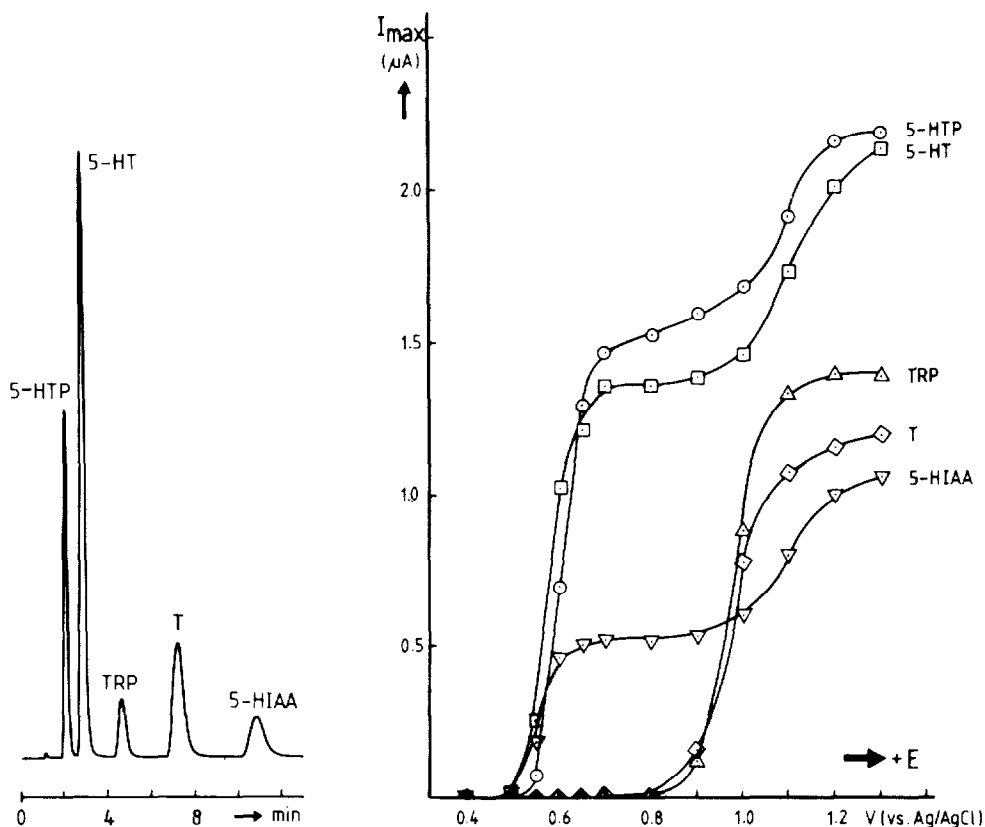 5-HT
5-HTP
T
TRP
5-HIAA
0 4 8 → min
Imax
(μA)
2.0
1.5
1.0
0.5
5-HTP
5-HT
TRP
T
5-HIAA
+ E
0.4 0.6 0.8 1.0 1.2 V (vs. Ag/AgCl)